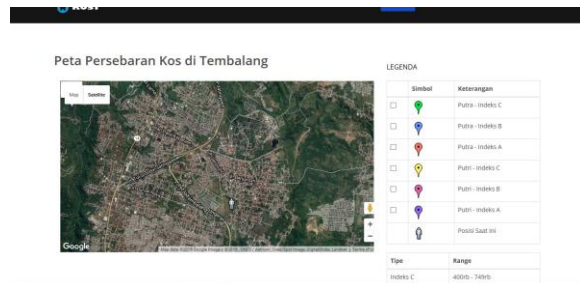 KOST
Peta Persebaran Kos di Tembalang
Map Satellite
Google
LEGENDA
Simbol Keterangan
Putra - Indeks C
Putra - Indeks B
Putra - Indeks A
Putri - Indeks C
Putri - Indeks B
Putri - Indeks A
Posisi Saat Ini
Tipe Range
Indeks C 400rb - 749rb